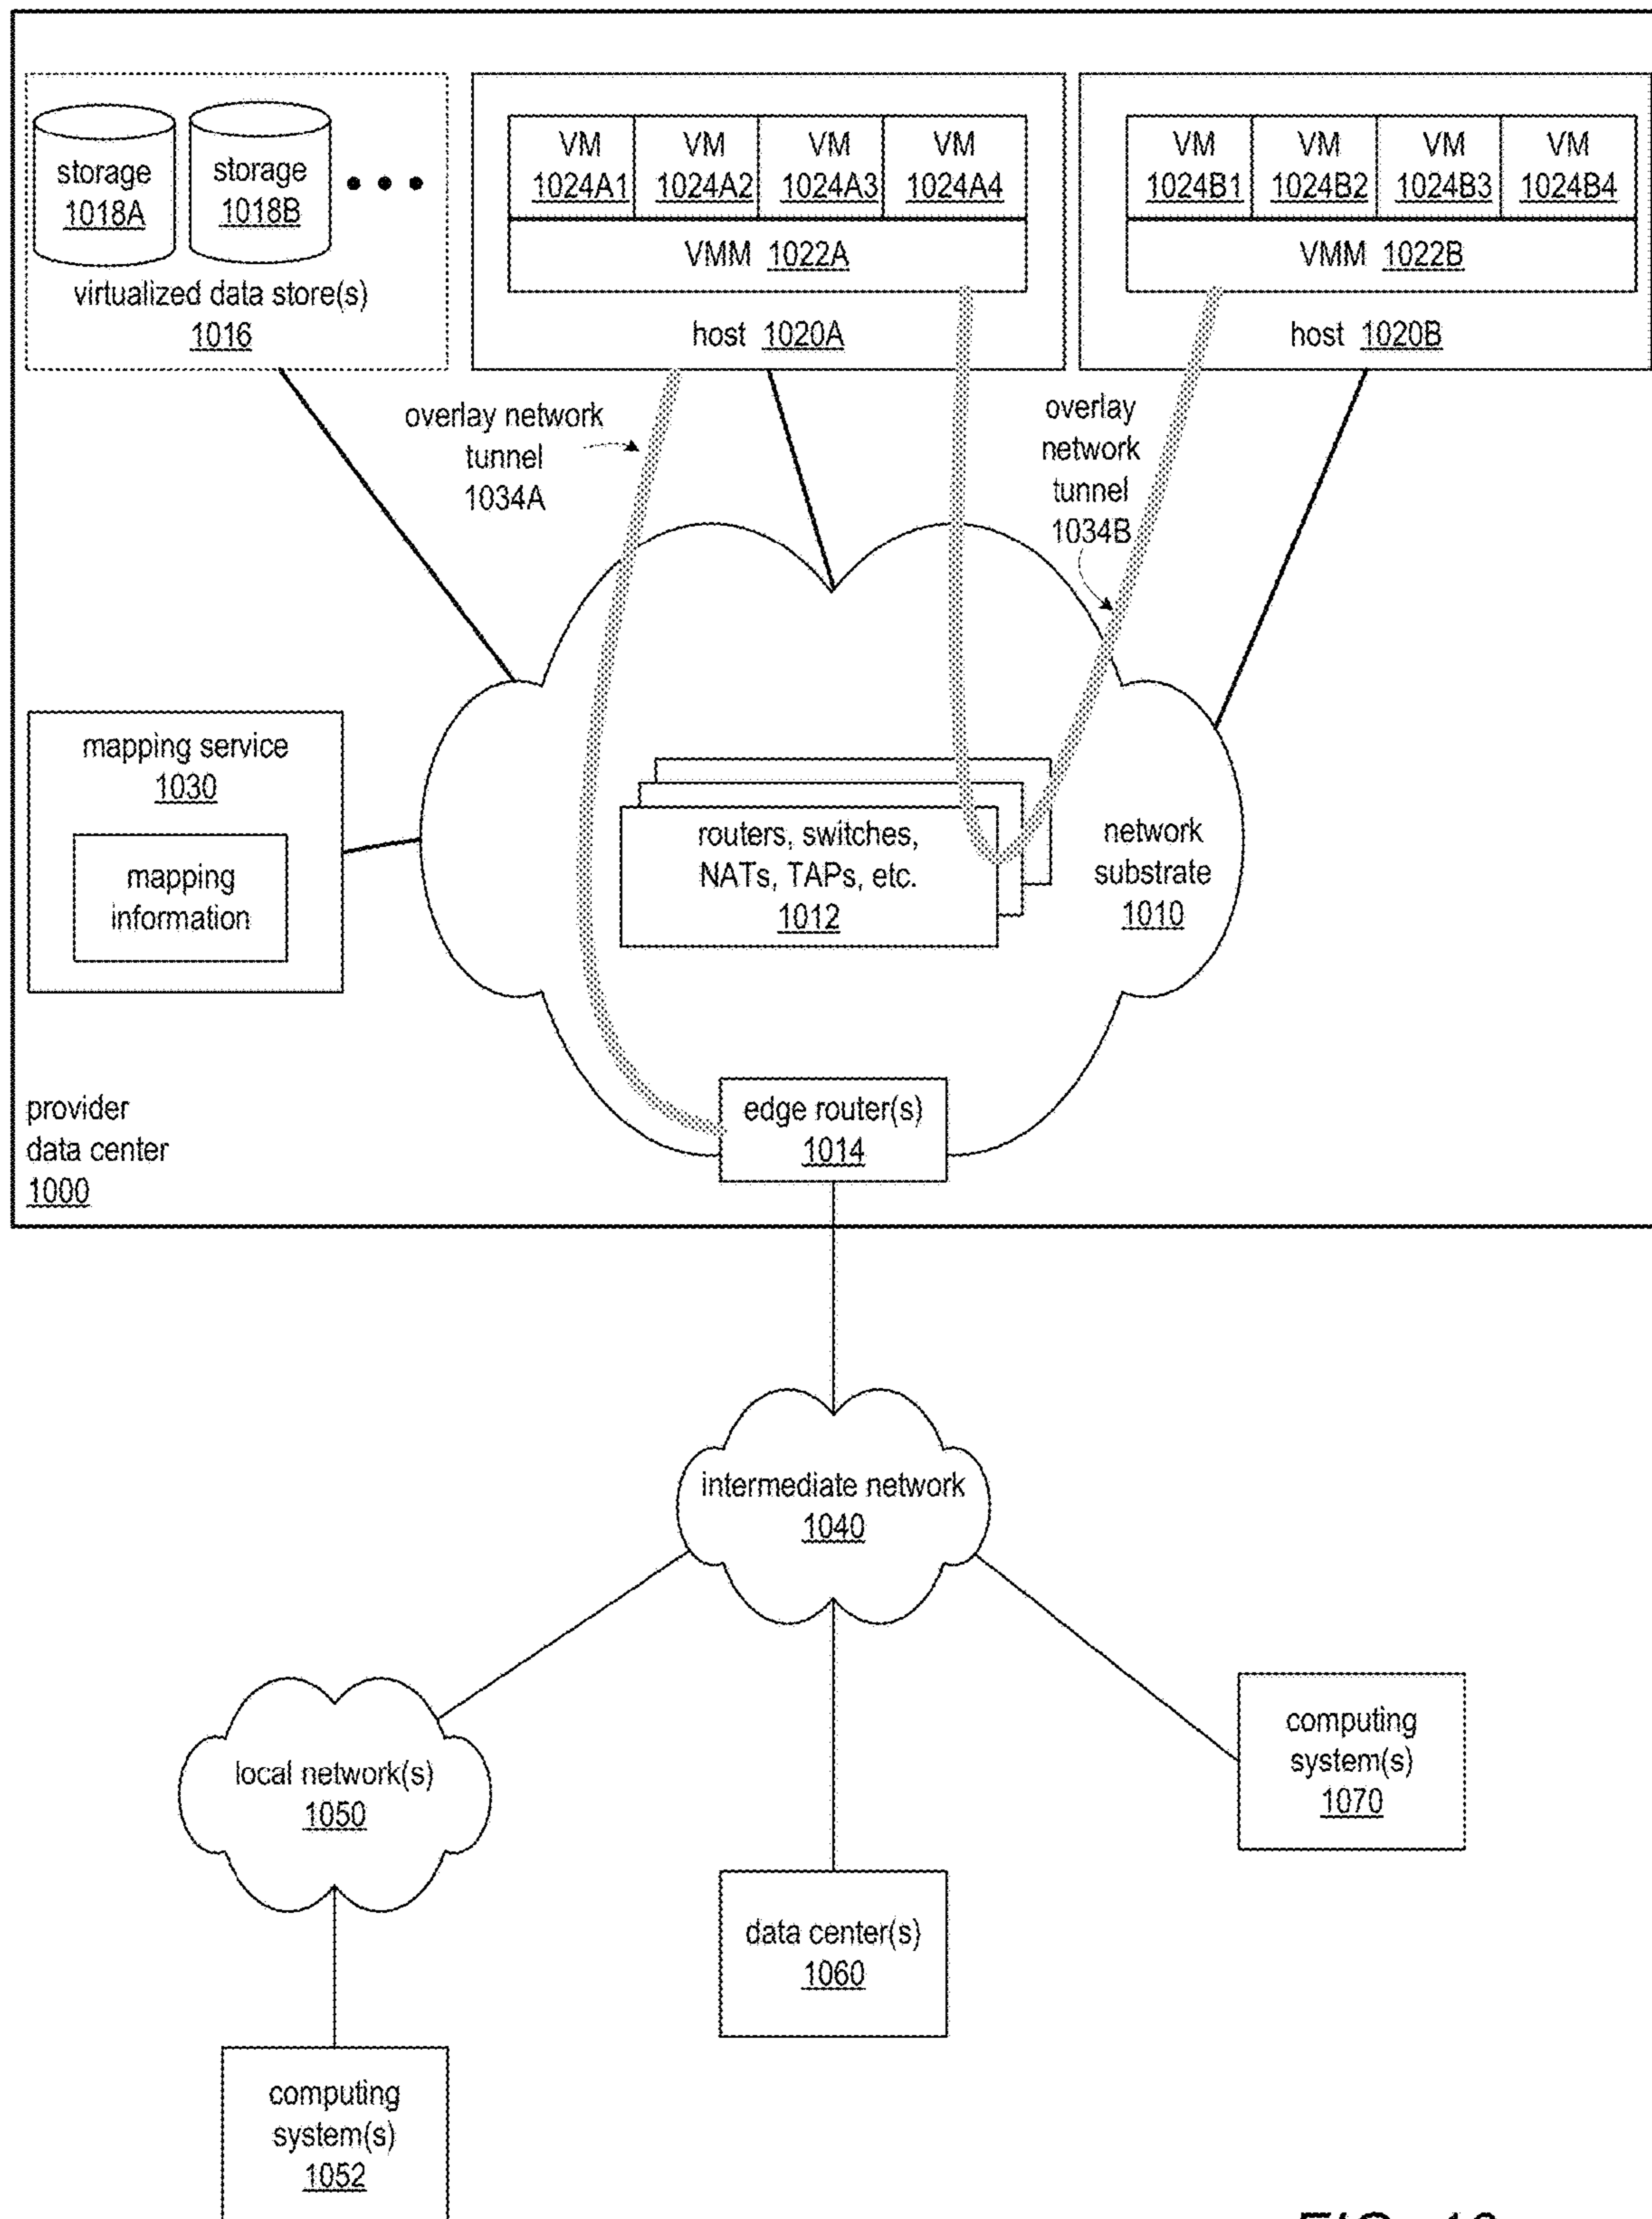 storage
1018A
storage
1018B
virtualized data store(s)
1016
VM
1024A1
VM
1024A2
VM
1024A3
VM
1024A4
VMM 1022A
host 1020A
VM
1024B1
VM
1024B2
VM
1024B3
VM
1024B4
VMM 1022B
host 1020B
overlay network
tunnel
1034A
overlay
network
tunnel
1034B
mapping service
1030
mapping
information
routers, switches,
NATs, TAPs, etc.
1012
network
substrate
1010
edge router(s)
1014
provider
data center
1000
intermediate network
1040
local network(s)
1050
computing
system(s)
1070
data center(s)
1060
computing
system(s)
1052